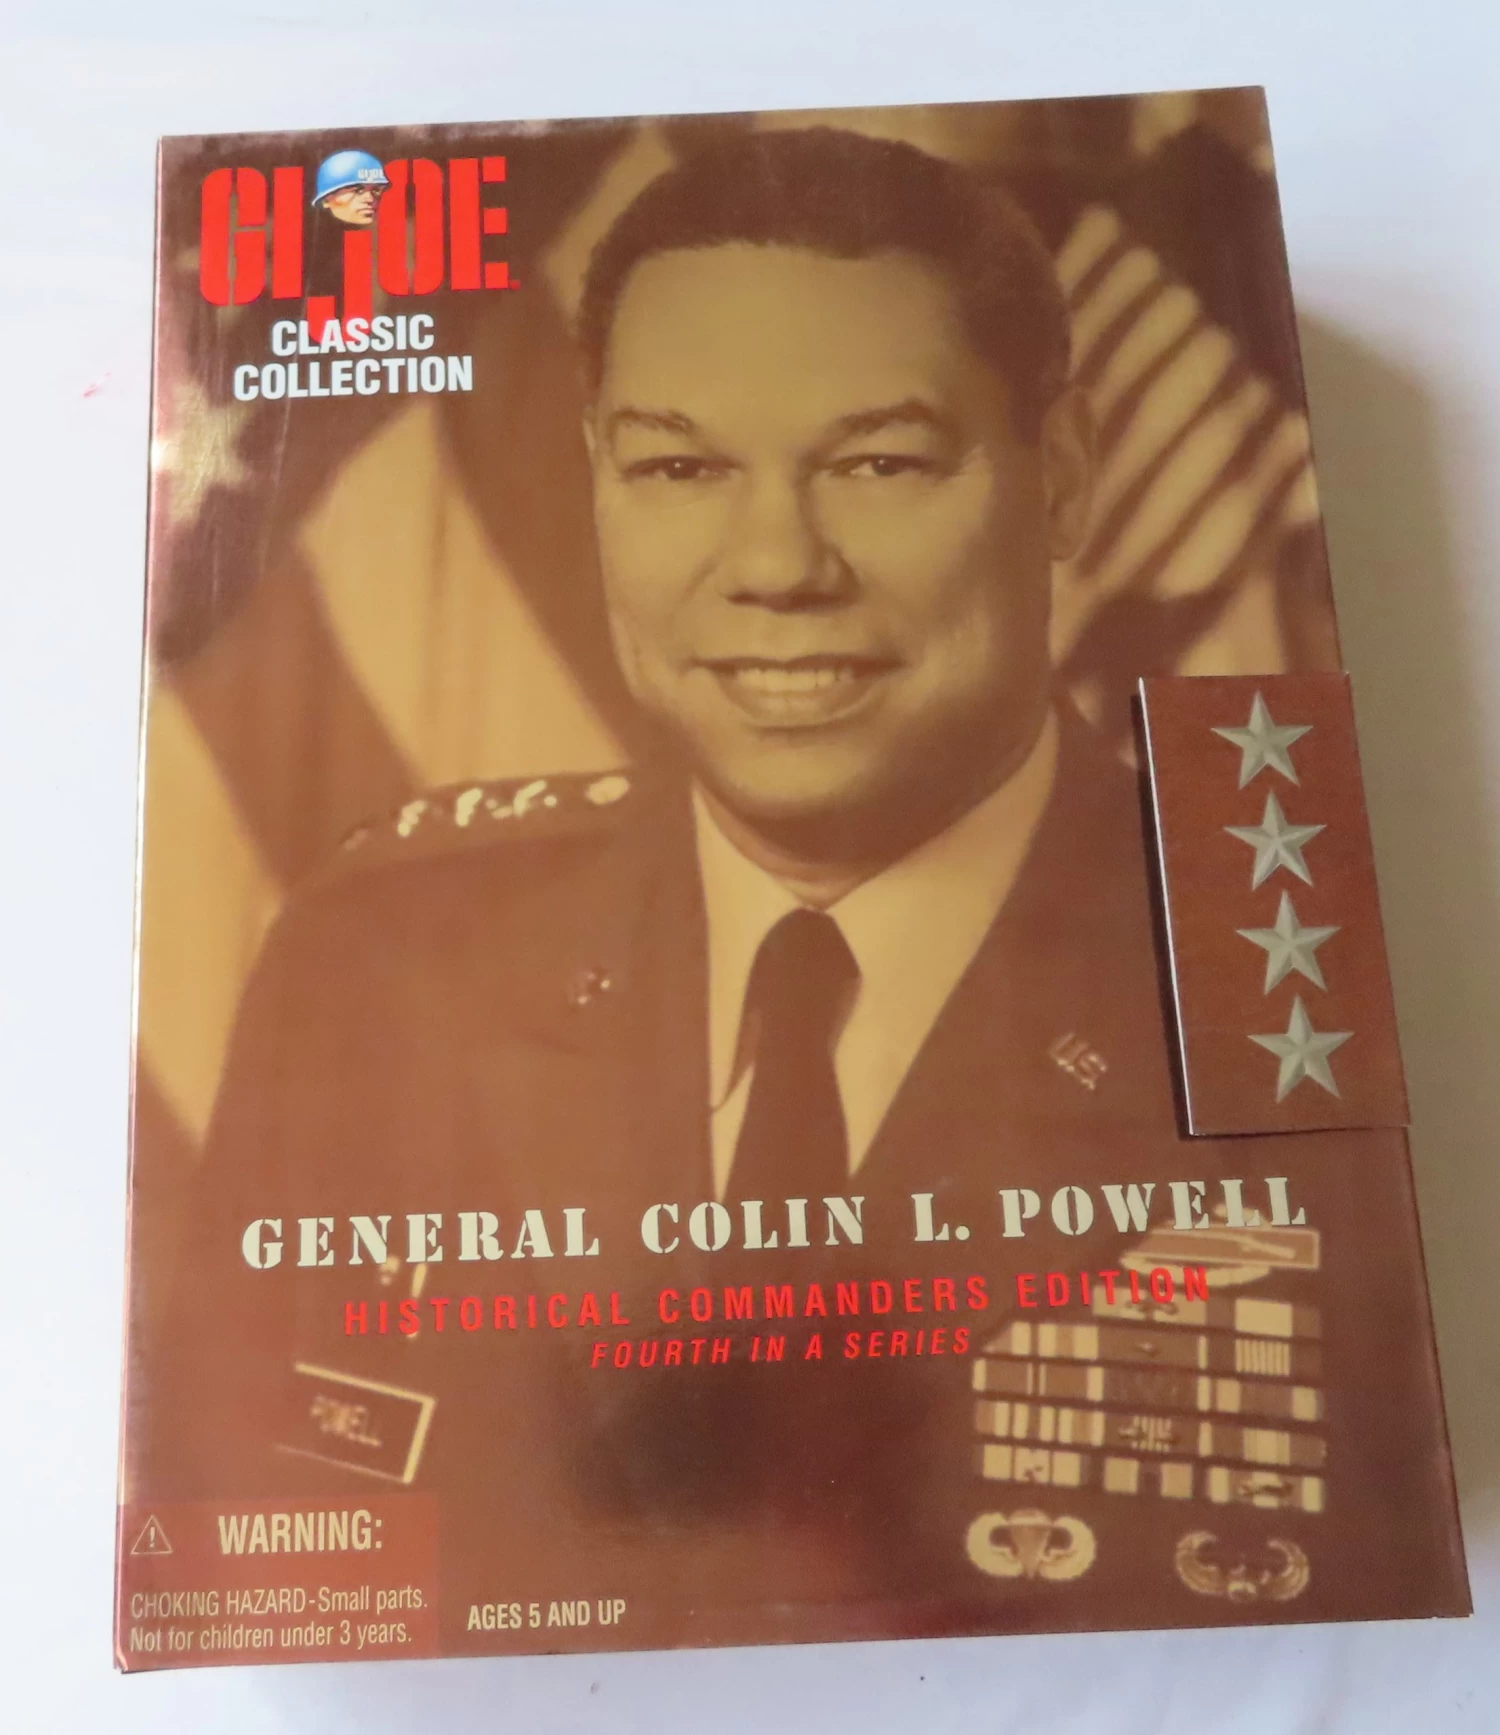 GI JOE
CLASSIC
COLLECTION
U.S.
GENERAL COLIN L. POWELL
HISTORICAL COMMANDERS EDITION
FOURTH IN A SERIES
POWELL
WARNING:
CHOKING HAZARD-Small parts.
Not for children under 3 years.
AGES 5 AND UP